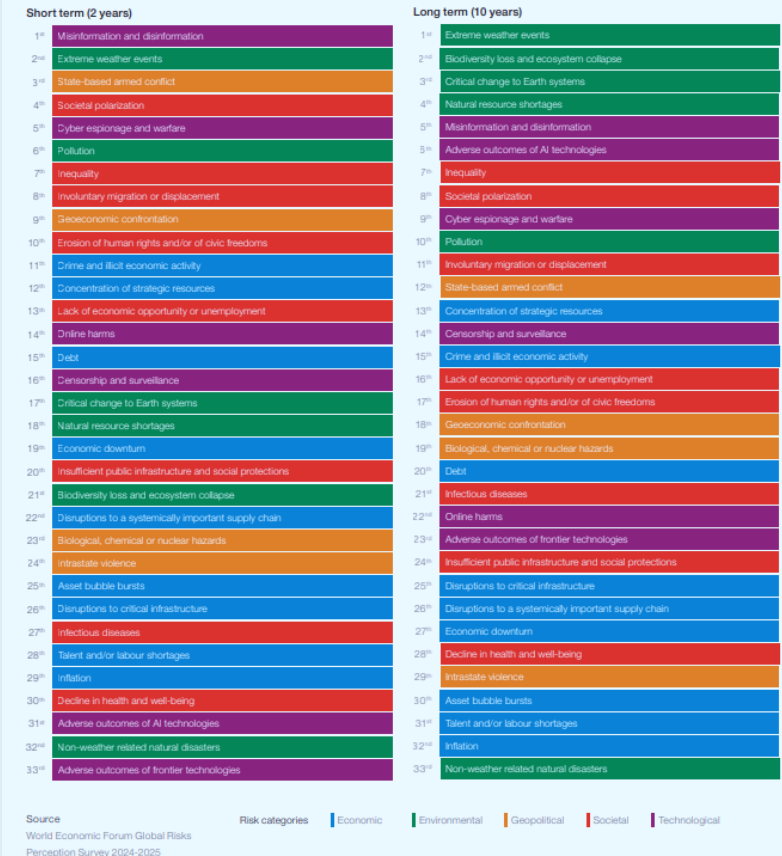 Short term (2 years)
1st Misinformation and disinformation
2nd Extreme weather events
3rd State-based armed conflict
4th Societal polarization
5th Cyber espionage and warfare
6th Pollution
7th Inequality
8th Involuntary migration or displacement
9th Geoeconomic confrontation
10th Erosion of human rights and/or of civic freedoms
11th Crime and illicit economic activity
12th Concentration of strategic resources
13th Lack of economic opportunity or unemployment
14th Online harms
15th Debt
16th Censorship and surveillance
17th Critical change to Earth systems
18th Natural resource shortages
19th Economic downturn
20th Insufficient public infrastructure and social protections
21st Biodiversity loss and ecosystem collapse
22nd Disruptions to a systemically important supply chain
23rd Biological, chemical or nuclear hazards
24th Intrastate violence
25th Asset bubble bursts
26th Disruptions to critical infrastructure
27th Infectious diseases
28th Talent and/or labour shortages
29th Inflation
30th Decline in health and well-being
31st Adverse outcomes of AI technologies
32nd Non-weather related natural disasters
33rd Adverse outcomes of frontier technologies
Long term (10 years)
1st Extreme weather events
2nd Biodiversity loss and ecosystem collapse
3rd Critical change to Earth systems
4th Natural resource shortages
5th Misinformation and disinformation
6th Adverse outcomes of AI technologies
7th Inequality
8th Societal polarization
9th Cyber espionage and warfare
10th Pollution
11th Involuntary migration or displacement
12th State-based armed conflict
13th Concentration of strategic resources
14th Censorship and surveillance
15th Crime and illicit economic activity
16th Lack of economic opportunity or unemployment
17th Erosion of human rights and/or of civic freedoms
18th Geoeconomic confrontation
19th Biological, chemical or nuclear hazards
20th Debt
21st Infectious diseases
22nd Online harms
23rd Adverse outcomes of frontier technologies
24th Insufficient public infrastructure and social protections
25th Disruptions to critical infrastructure
26th Disruptions to a systemically important supply chain
27th Economic downturn
28th Decline in health and well-being
29th Intrastate violence
30th Asset bubble bursts
31st Talent and/or labour shortages
32nd Inflation
33rd Non-weather related natural disasters
Source
World Economic Forum Global Risks
Perception Survey 2024-2025
Risk categories Economic Environmental Geopolitical Societal Technological